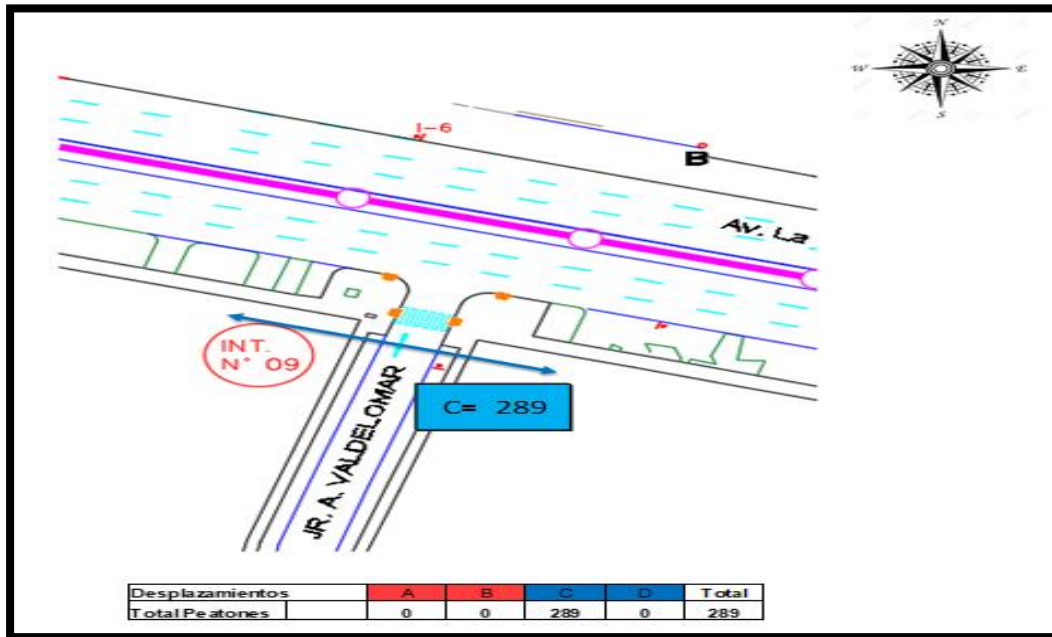 N
W E
S
I-6
B
Av. La
INT.
N° 09
C= 289
JR. A. VALDELOMAR
Desplazamientos A B C D Total
Total Peatones 0 0 289 0 289